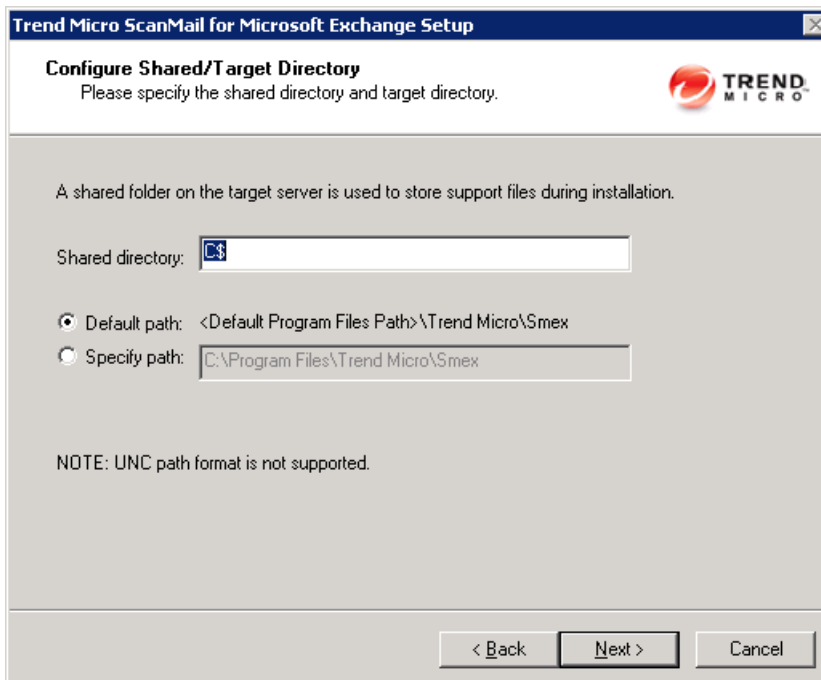 Trend Micro ScanMail for Microsoft Exchange Setup
Configure Shared/Target Directory
Please specify the shared directory and target directory.
TREND
MICRO™
A shared folder on the target server is used to store support files during installation.
Shared directory: C$
Default path: <Default Program Files Path>\Trend Micro\Smex
Specify path: C:\Program Files\Trend Micro\Smex
NOTE: UNC path format is not supported.
< Back Next > Cancel